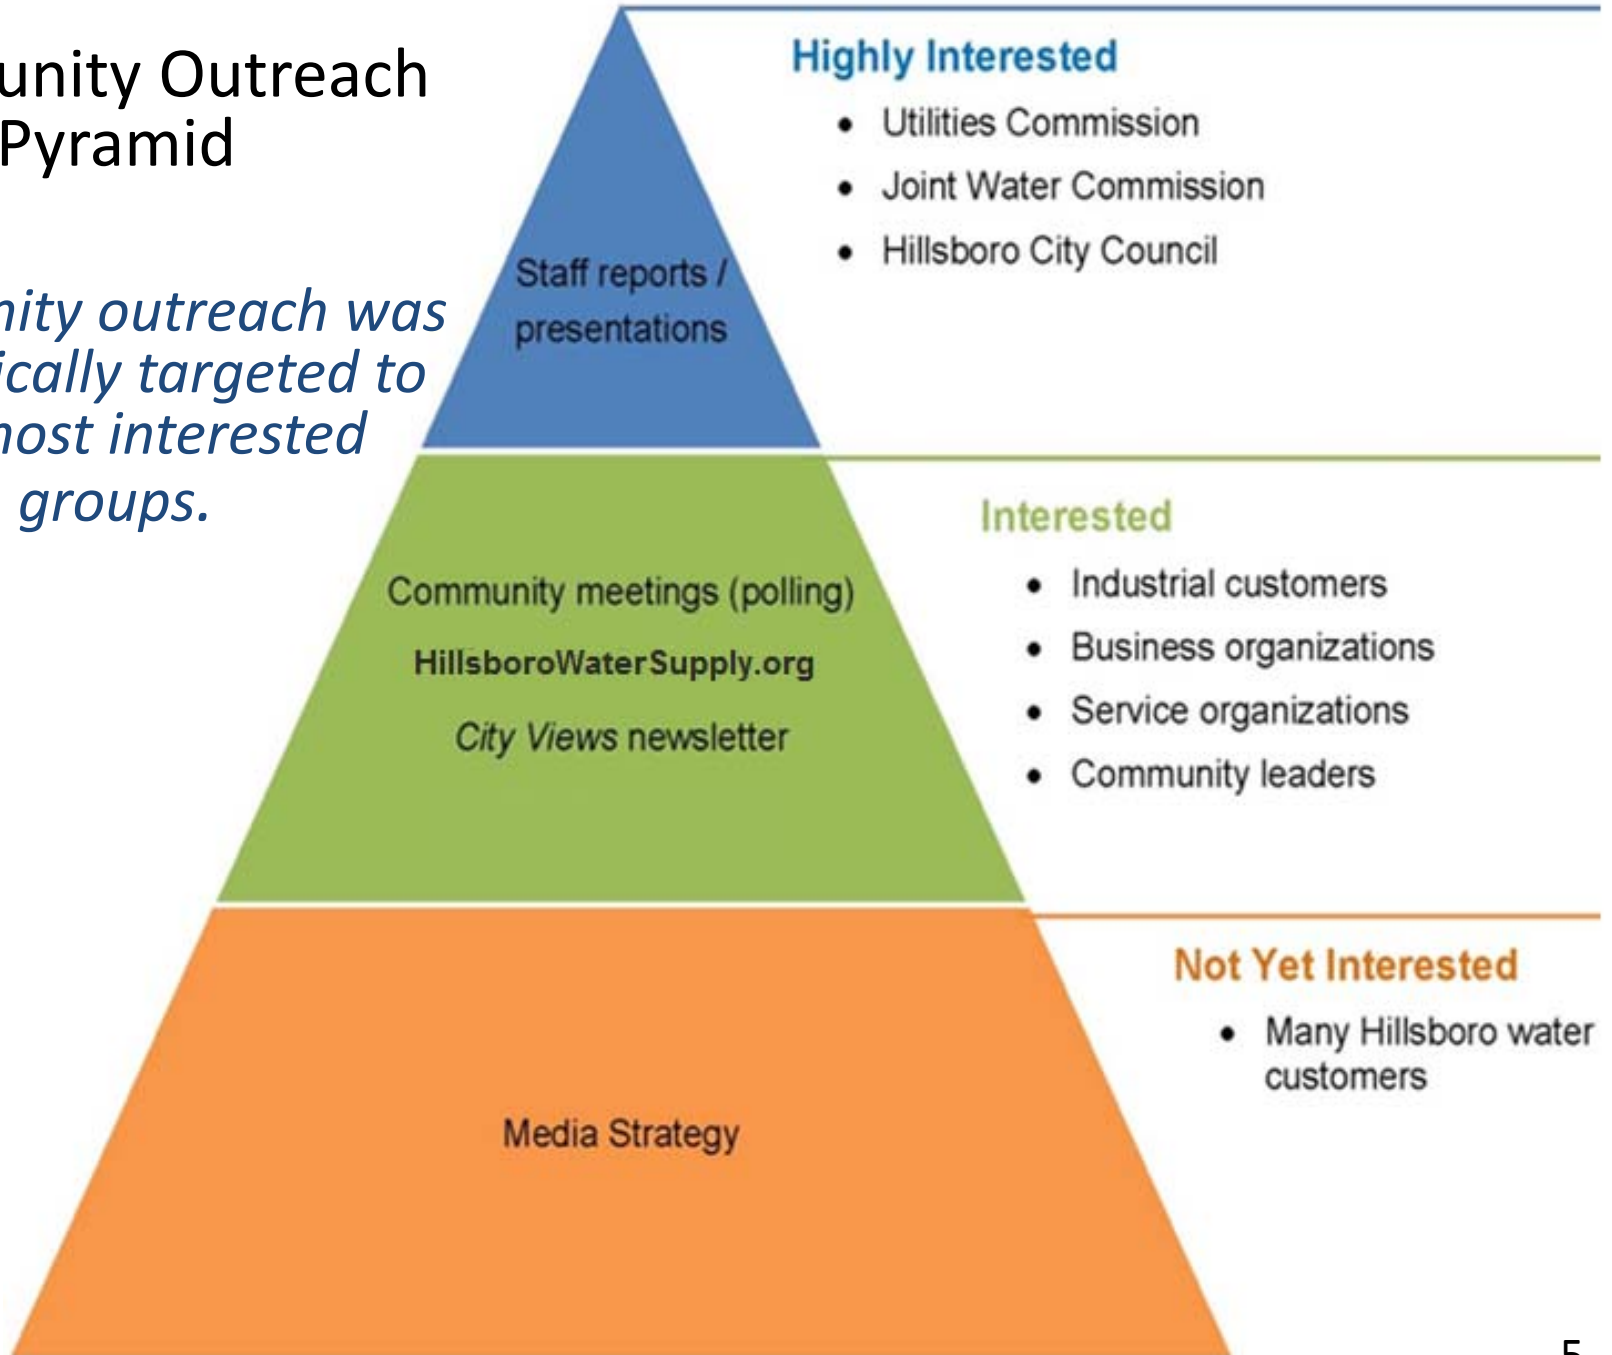 unity Outreach
Pyramid
nity outreach was
ically targeted to
nost interested
groups.
Highly Interested
• Utilities Commission
• Joint Water Commission
• Hillsboro City Council
Staff reports /
presentations
Interested
• Industrial customers
• Business organizations
• Service organizations
• Community leaders
Community meetings (polling)
HillsboroWaterSupply.org
City Views newsletter
Not Yet Interested
• Many Hillsboro water
customers
Media Strategy
5